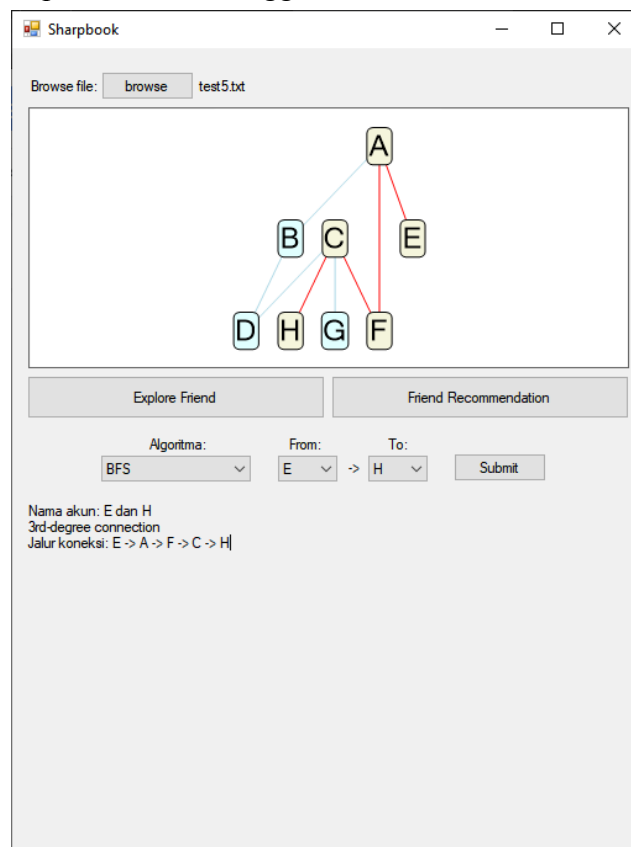 Sharpbook
Browse file: browse test5.txt
A
B C E
D H G F
Explore Friend Friend Recommendation
Algoritma: From: To:
BFS E -> H Submit
Nama akun: E dan H
3rd-degree connection
Jalur koneksi: E -> A -> F -> C -> H